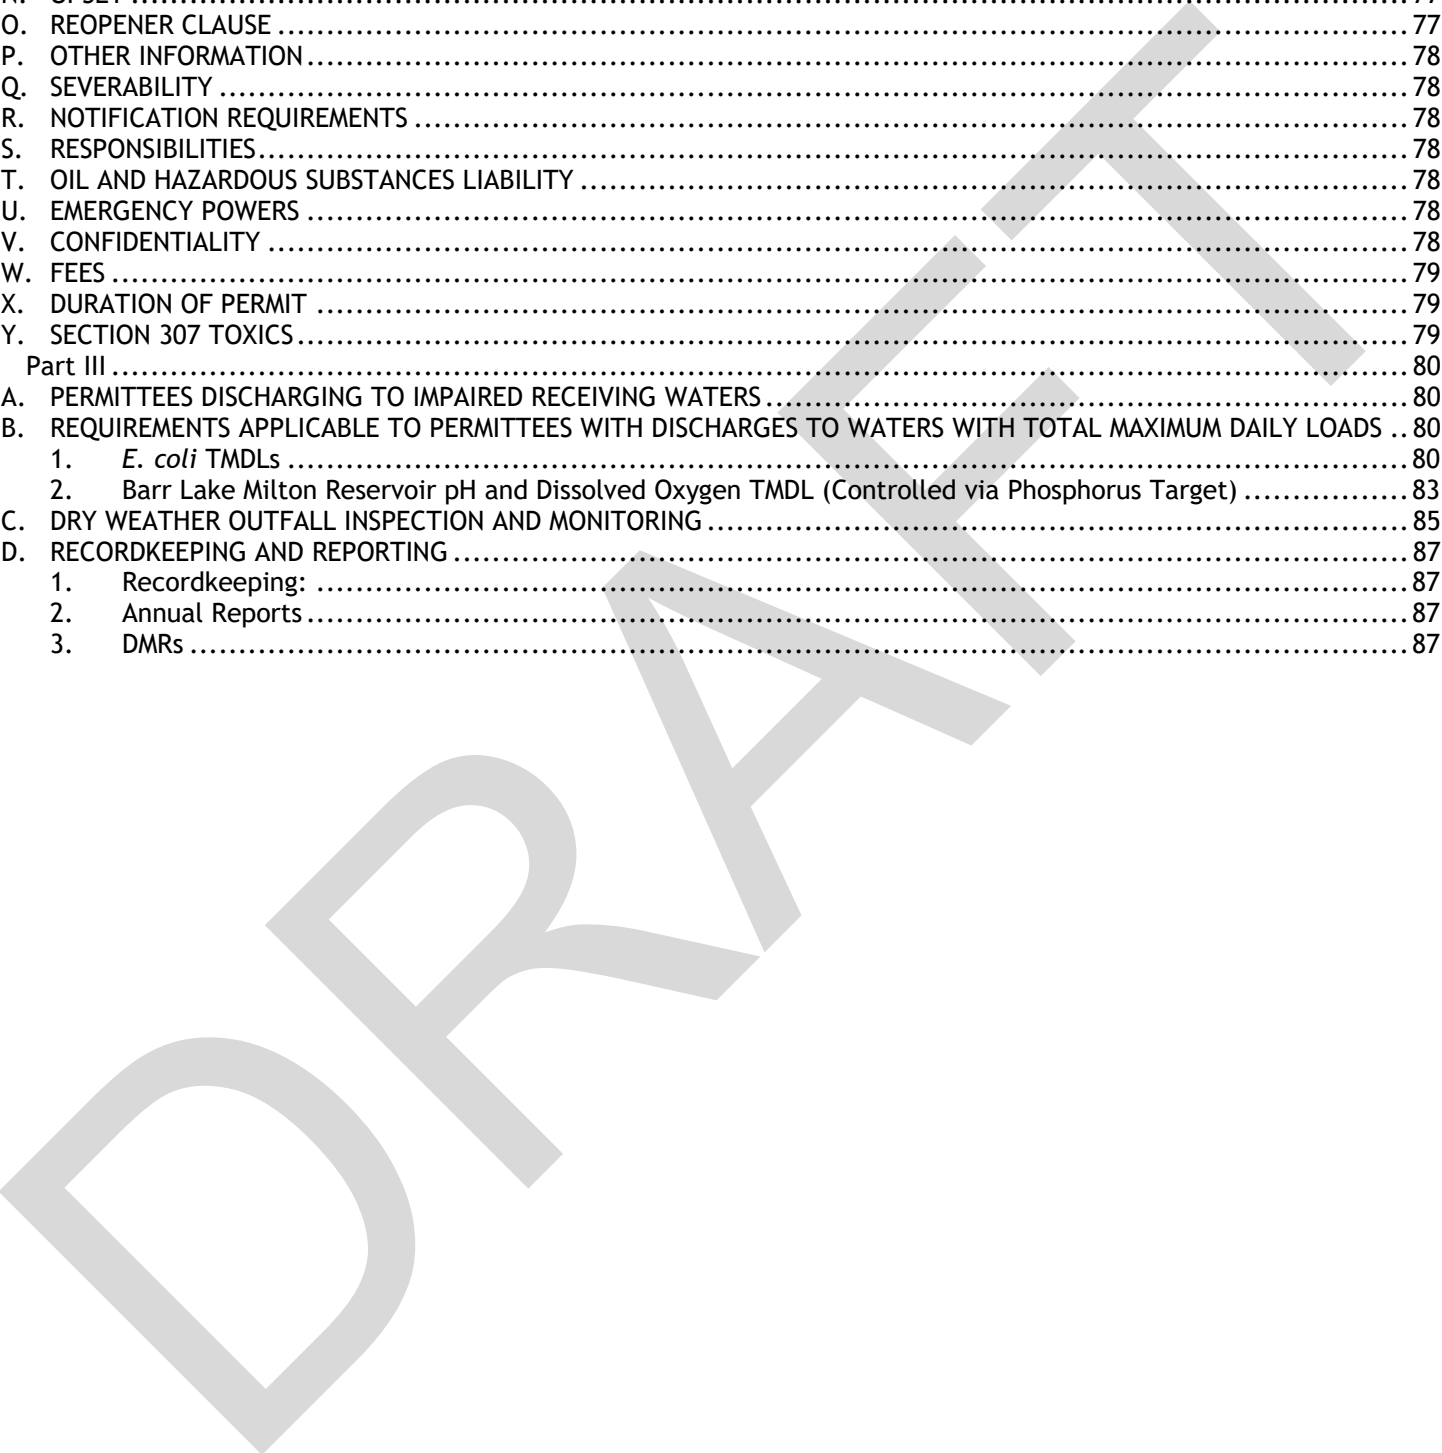 O. REOPENER CLAUSE ........ 77
P. OTHER INFORMATION ........ 78
Q. SEVERABILITY ........ 78
R. NOTIFICATION REQUIREMENTS ........ 78
S. RESPONSIBILITIES ........ 78
T. OIL AND HAZARDOUS SUBSTANCES LIABILITY ........ 78
U. EMERGENCY POWERS ........ 78
V. CONFIDENTIALITY ........ 78
W. FEES ........ 79
X. DURATION OF PERMIT ........ 79
Y. SECTION 307 TOXICS ........ 79
Part III ........ 80
A. PERMITTEES DISCHARGING TO IMPAIRED RECEIVING WATERS ........ 80
B. REQUIREMENTS APPLICABLE TO PERMITTEES WITH DISCHARGES TO WATERS WITH TOTAL MAXIMUM DAILY LOADS .. 80
1. E. coli TMDLs ........ 80
2. Barr Lake Milton Reservoir pH and Dissolved Oxygen TMDL (Controlled via Phosphorus Target) ........ 83
C. DRY WEATHER OUTFALL INSPECTION AND MONITORING ........ 85
D. RECORDKEEPING AND REPORTING ........ 87
1. Recordkeeping: ........ 87
2. Annual Reports ........ 87
3. DMRs ........ 87
DRAFT